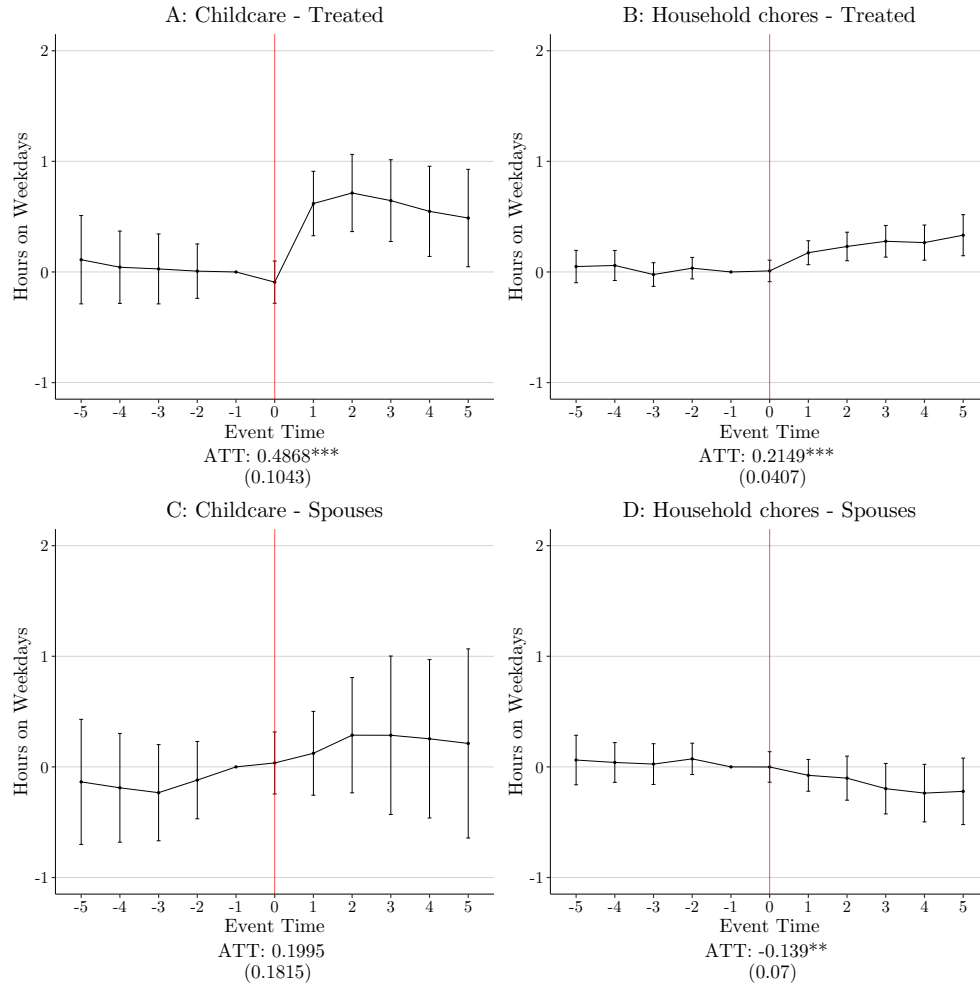 A: Childcare - Treated
Hours on Weekdays
2
1
0
-1
-5 -4 -3 -2 -1 0 1 2 3 4 5
Event Time
ATT: 0.4868***
(0.1043)
B: Household chores - Treated
Hours on Weekdays
2
1
0
-1
-5 -4 -3 -2 -1 0 1 2 3 4 5
Event Time
ATT: 0.2149***
(0.0407)
C: Childcare - Spouses
Hours on Weekdays
2
1
0
-1
-5 -4 -3 -2 -1 0 1 2 3 4 5
Event Time
ATT: 0.1995
(0.1815)
D: Household chores - Spouses
Hours on Weekdays
2
1
0
-1
-5 -4 -3 -2 -1 0 1 2 3 4 5
Event Time
ATT: -0.139**
(0.07)